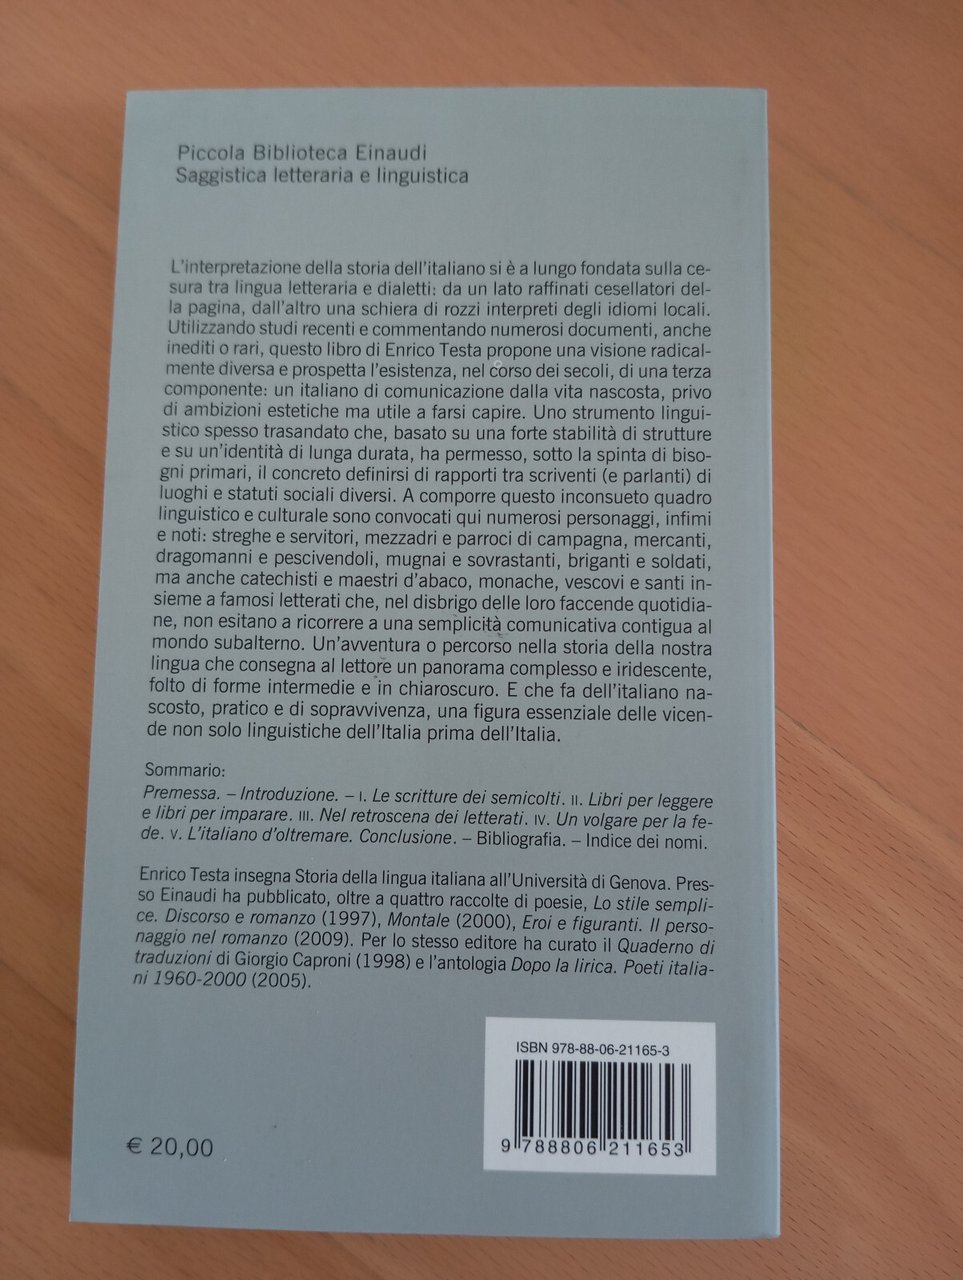 Piccola Biblioteca Einaudi
Saggistica letteraria e linguistica
L'interpretazione della storia dell'italiano si è a lungo fondata sulla ce-
sura tra lingua letteraria e dialetti: da un lato raffinati cesellatori del-
la pagina, dall'altro una schiera di rozzi interpreti degli idiomi locali.
Utilizzando studi recenti e commentando numerosi documenti, anche
inediti o rari, questo libro di Enrico Testa propone una visione radical-
mente diversa e prospetta l'esistenza, nel corso dei secoli, di una terza
componente: un italiano di comunicazione dalla vita nascosta, privo
di ambizioni estetiche ma utile a farsi capire. Uno strumento lingui-
stico spesso trasandato che, basato su una forte stabilità di strutture
e su un'identità di lunga durata, ha permesso, sotto la spinta di biso-
gni primari, il concreto definirsi di rapporti tra scriventi (e parlanti) di
luoghi e statuti sociali diversi. A comporre questo inconsueto quadro
linguistico e culturale sono convocati qui numerosi personaggi, infimi
e noti: streghe e servitori, mezzadri e parroci di campagna, mercanti,
dragomanni e pescivendoli, mugnai e sovrastanti, briganti e soldati,
ma anche catechisti e maestri d'abaco, monache, vescovi e santi in-
sieme a famosi letterati che, nel disbrigo delle loro faccende quotidia-
ne, non esitano a ricorrere a una semplicità comunicativa contigua al
mondo subalterno. Un'avventura o percorso nella storia della nostra
lingua che consegna al lettore un panorama complesso e iridescente,
folto di forme intermedie e in chiaroscuro. E che fa dell'italiano na-
scosto, pratico e di sopravvivenza, una figura essenziale delle vicen-
de non solo linguistiche dell'Italia prima dell'Italia.
Sommario:
Premessa. – Introduzione. – I. Le scritture dei semicolti. II. Libri per leggere
e libri per imparare. III. Nel retroscena dei letterati. IV. Un volgare per la fe-
de. V. L'italiano d'oltremare. Conclusione. – Bibliografia. – Indice dei nomi.
Enrico Testa insegna Storia della lingua italiana all'Università di Genova. Pres-
so Einaudi ha pubblicato, oltre a quattro raccolte di poesie, Lo stile sempli-
ce. Discorso e romanzo (1997), Montale (2000), Eroi e figuranti. Il perso-
naggio nel romanzo (2009). Per lo stesso editore ha curato il Quaderno di
traduzioni di Giorgio Caproni (1998) e l'antologia Dopo la lirica. Poeti italia-
ni 1960-2000 (2005).
ISBN 978-88-06-21165-3
9 788806 211653
€ 20,00